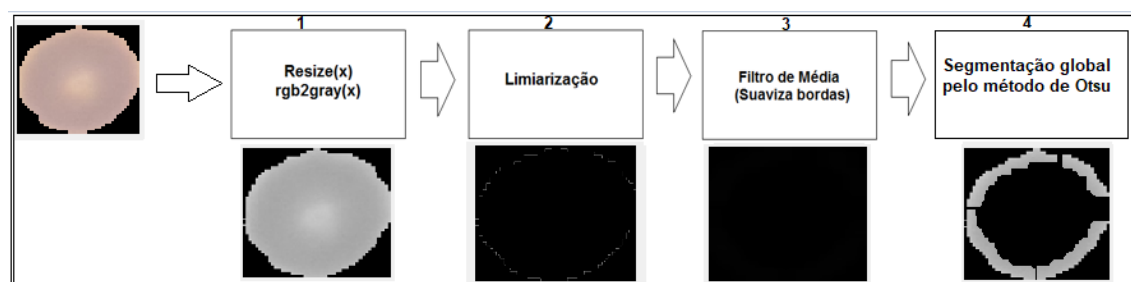 1
Resize(x)
rgb2gray(x)
2
Limiarização
3
Filtro de Média
(Suaviza bordas)
4
Segmentação global
pelo método de Otsu